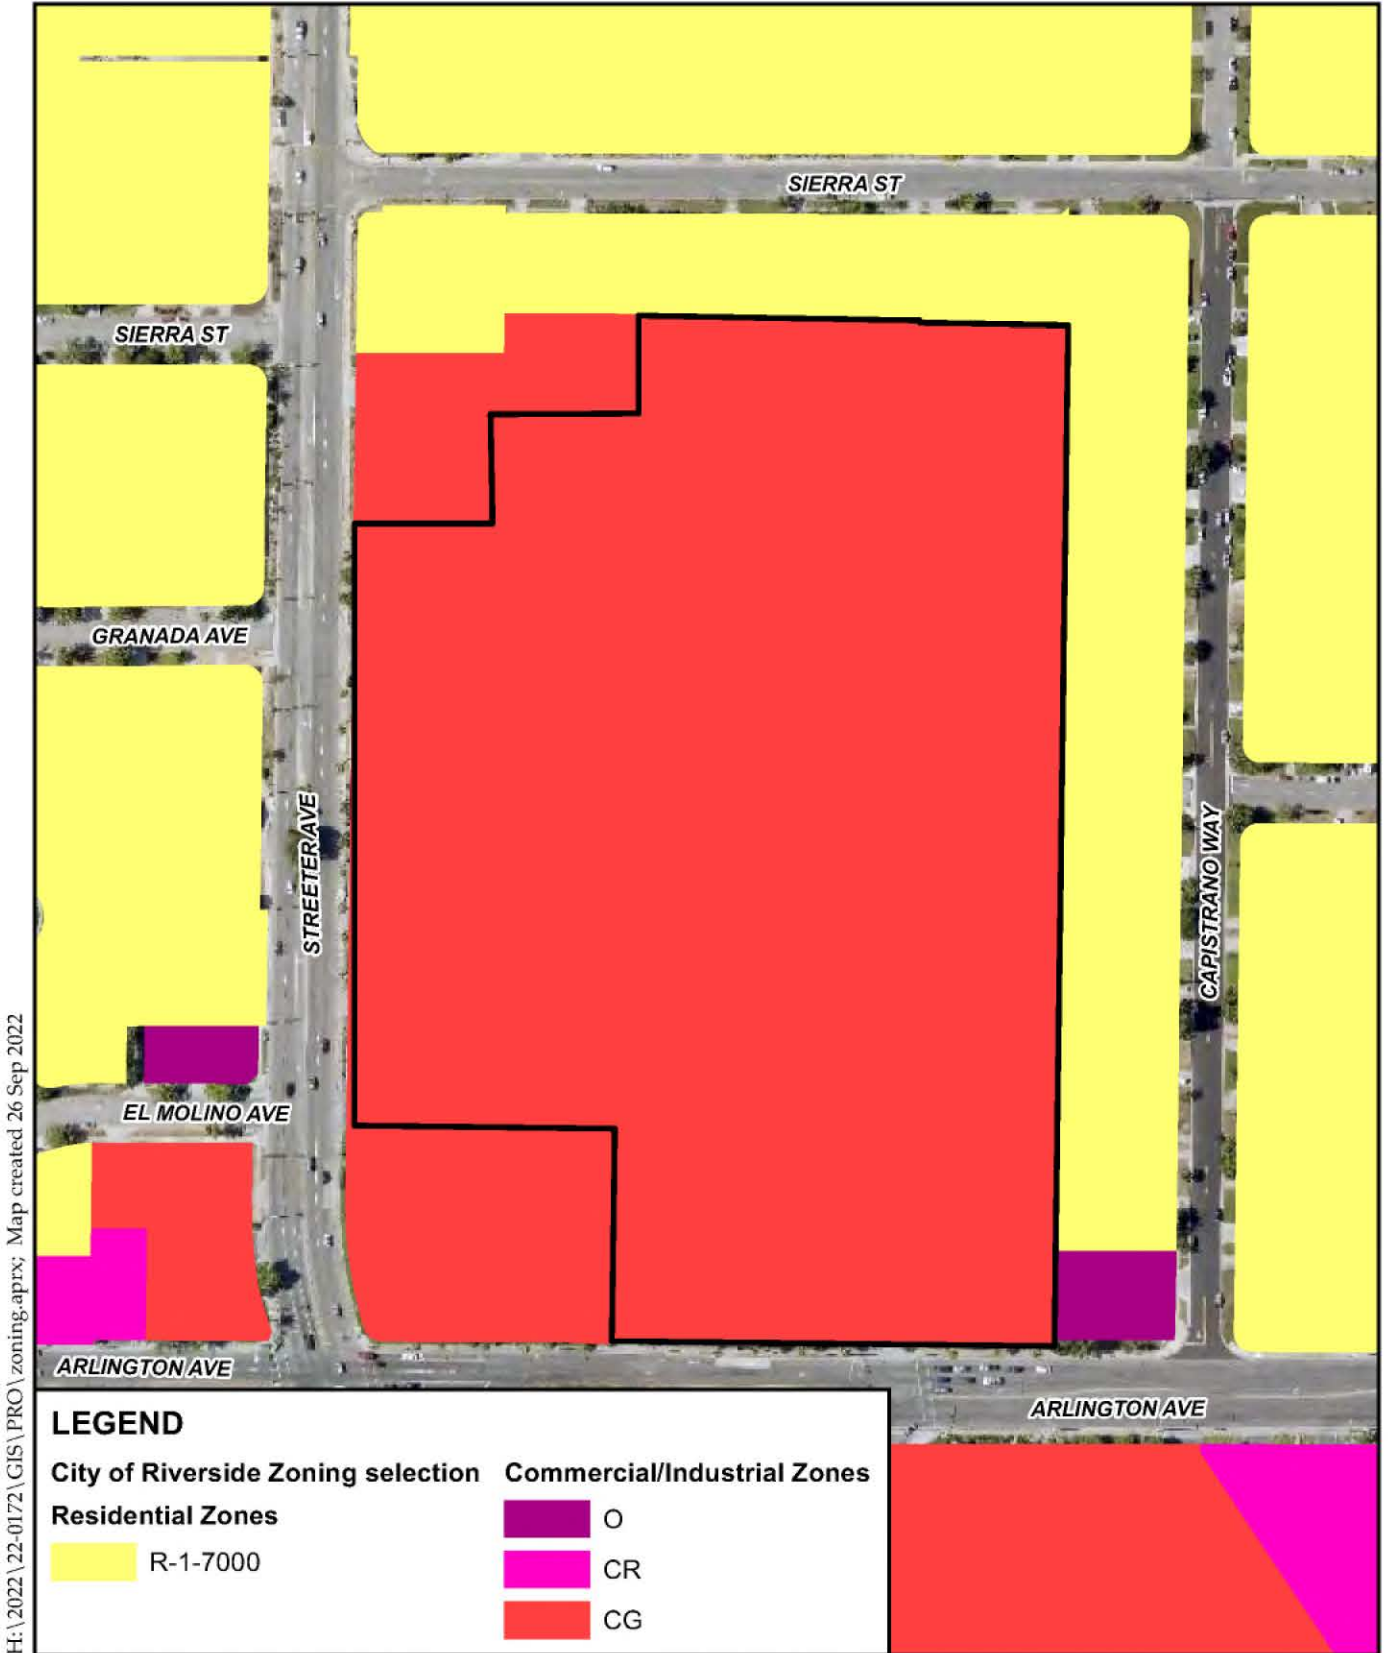 SIERRA ST
SIERRA ST
GRANADA AVE
STREETER AVE
CAPISTRANO WAY
EL MOLINO AVE
ARLINGTON AVE
ARLINGTON AVE
LEGEND
City of Riverside Zoning selection
Residential Zones
R-1-7000
Commercial/Industrial Zones
O
CR
CG
H:\2022\22-0172\GIS\PRO\zoning.aprx; Map created 26 Sep 2022